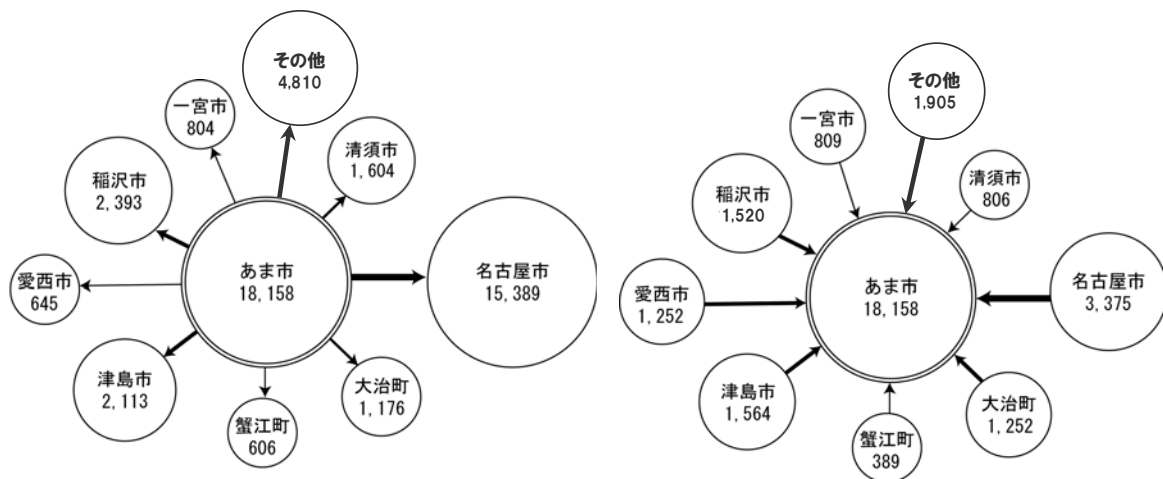 その他
4,810
一宮市
804
清須市
1,604
稲沢市
2,393
あま市
18,158
名古屋市
15,389
愛西市
645
津島市
2,113
蟹江町
606
大治町
1,176
その他
1,905
一宮市
809
清須市
806
稲沢市
1,520
あま市
18,158
名古屋市
3,375
愛西市
1,252
津島市
1,564
蟹江町
389
大治町
1,252